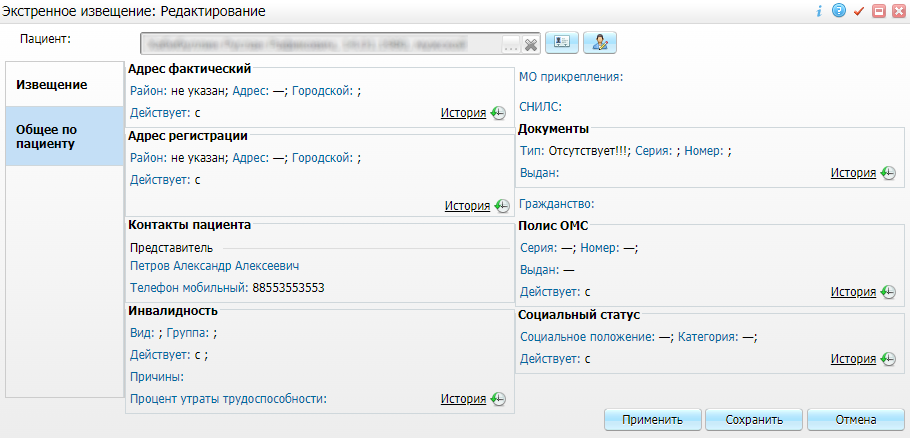 Экстренное извещение: Редактирование
Пациент:
Извещение
Общее по
пациенту
Адрес фактический
Район: не указан; Адрес: —; Городской: ;
Действует: с
История
Адрес регистрации
Район: не указан; Адрес: —; Городской: ;
Действует: с
История
Контакты пациента
Представитель
Петров Александр Алексеевич
Телефон мобильный: 88553553553
Инвалидность
Вид: ; Группа: ;
Действует: с ;
Причины:
Процент утраты трудоспособности:
История
МО прикрепления:
СНИЛС:
Документы
Тип: Отсутствует!!!; Серия: ; Номер: ;
Выдан:
История
Гражданство:
Полис ОМС
Серия: —; Номер: —;
Выдан: —
Действует: с
История
Социальный статус
Социальное положение: —; Категория: —;
Действует: с
История
Применить
Сохранить
Отмена